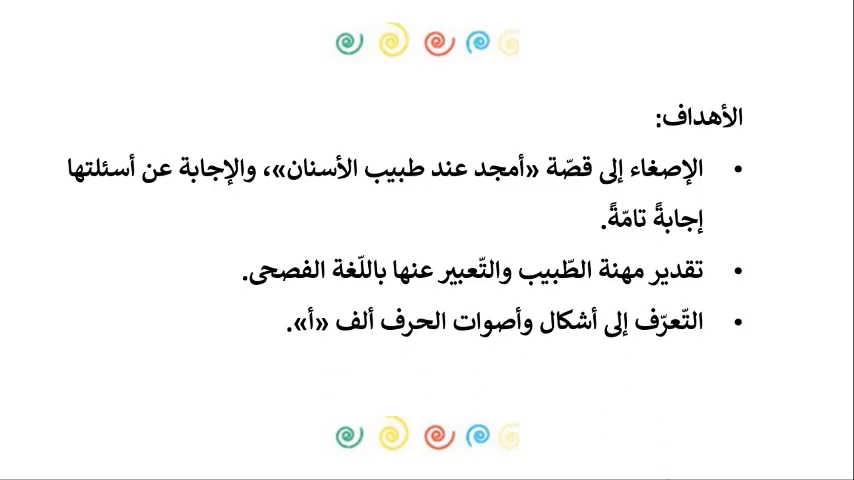 الأهداف:
• الإصغاء إلى قصّة «أمجد عند طبيب الأسنان»، والإجابة عن أسئلتها
إجابةً تامّةً.
• تقدير مهنة الطّبيب والتّعبير عنها باللّغة الفصحى.
• التّعرّف إلى أشكال وأصوات الحرف ألف «أ».